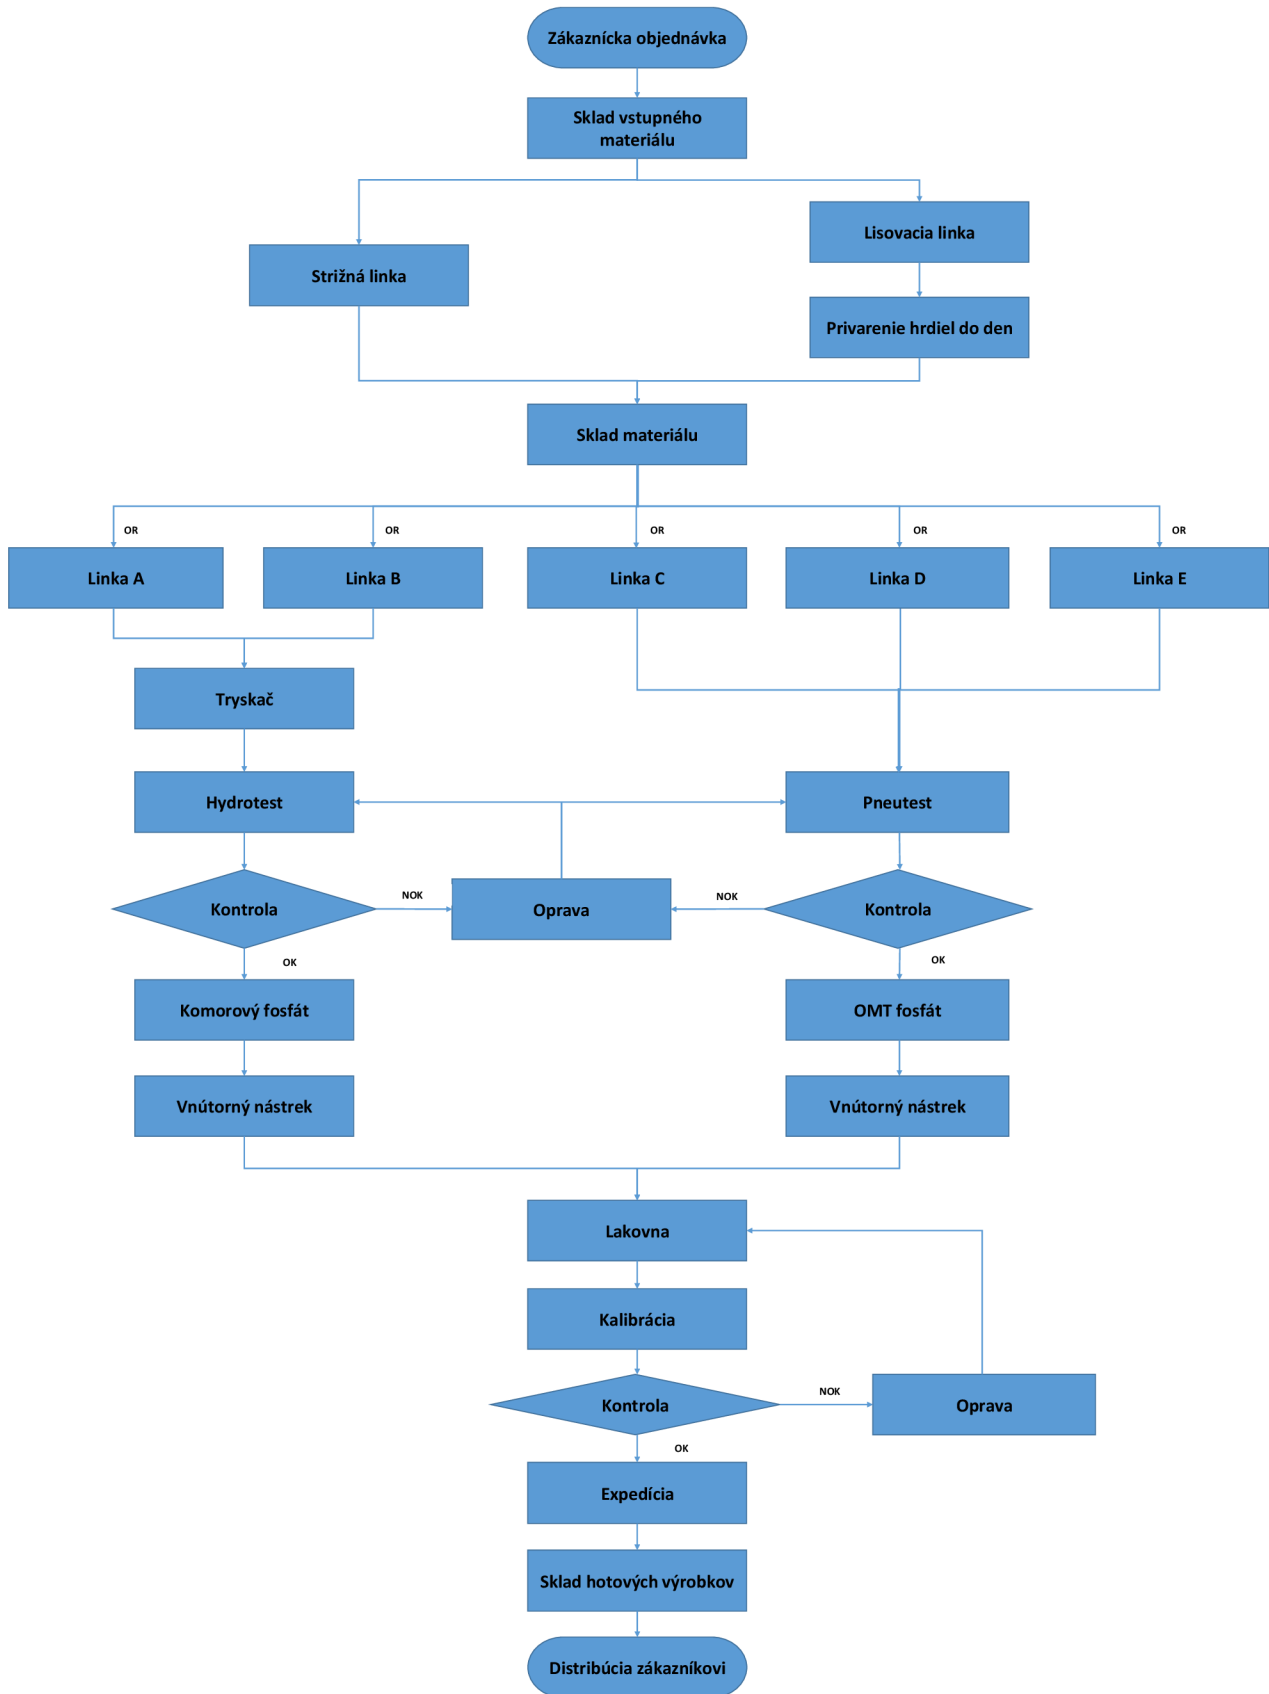 Zákaznícka objednávka
Sklad vstupného
materiálu
Lisovacia linka
Strižná linka
Privarenie hrdiel do den
Sklad materiálu
OR
OR
OR
OR
OR
Linka A
Linka B
Linka C
Linka D
Linka E
Tryskač
Hydrotest
Pneutest
Kontrola
NOK
Oprava
NOK
Kontrola
OK
OK
Komorový fosfát
OMT fosfát
Vnútorný nástrek
Vnútorný nástrek
Lakovna
Kalibrácia
Kontrola
NOK
Oprava
OK
Expedícia
Sklad hotových výrobkov
Distribúcia zákazníkovi